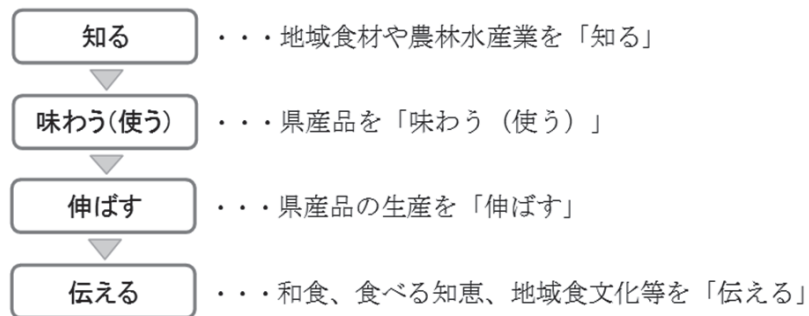 知る ・・・地域食材や農林水産業を「知る」
味わう(使う) ・・・県産品を「味わう（使う）」
伸ばす ・・・県産品の生産を「伸ばす」
伝える ・・・和食、食べる知恵、地域食文化等を「伝える」